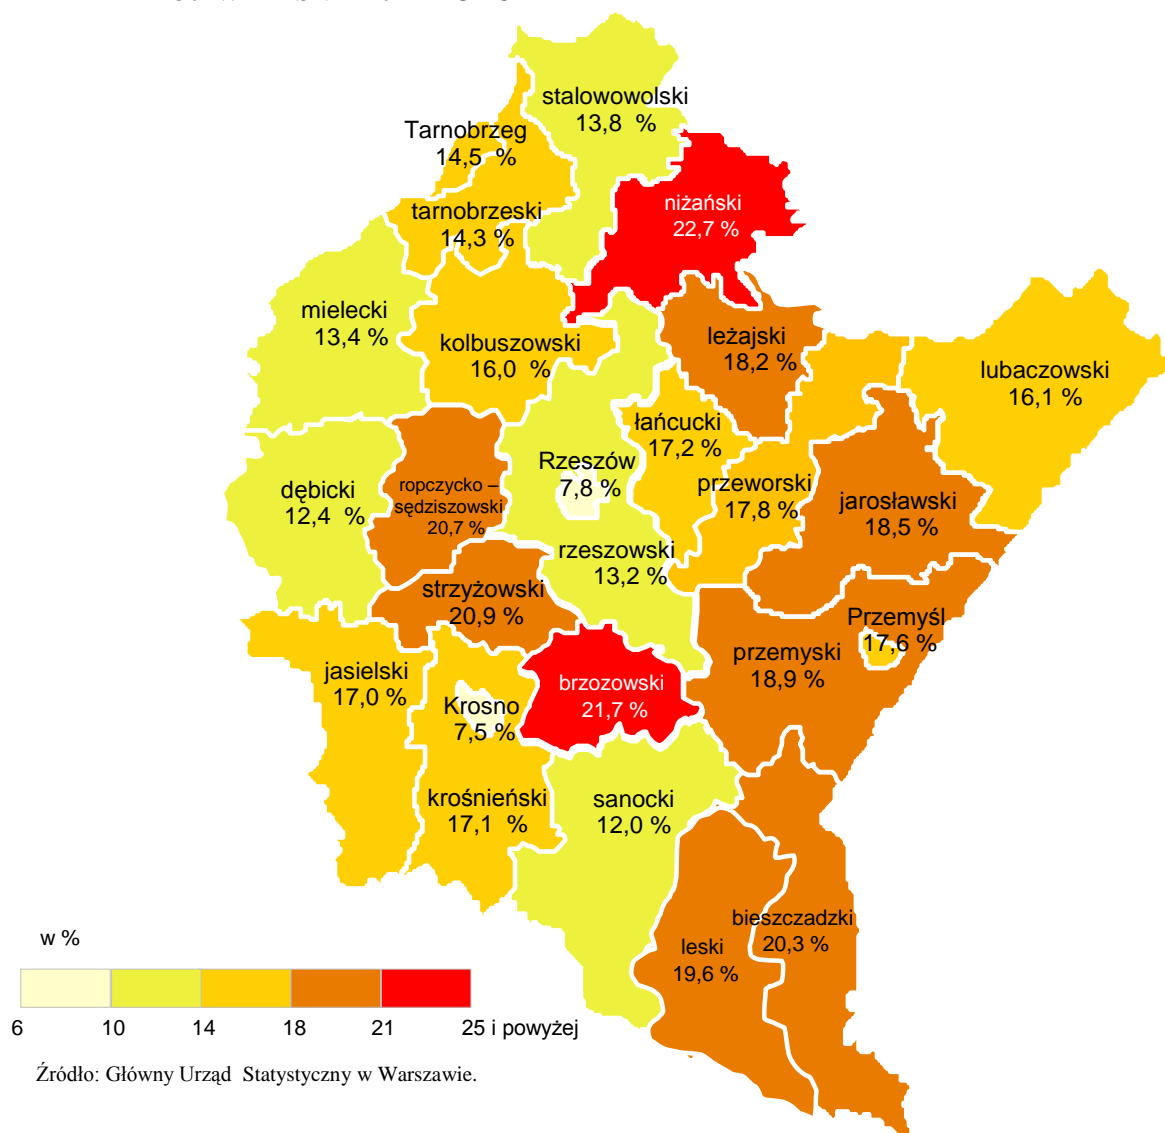 stalowowolski
13,8 %
Tarnobrzeg
14,5 %
niżański
22,7 %
tarnobrzeski
14,3 %
mielecki
13,4 %
kolbuszowski
16,0 %
leżajski
18,2 %
lubaczowski
16,1 %
łańcucki
17,2 %
Rzeszów
7,8 %
przeworski
17,8 %
jarosławski
18,5 %
dębicki
12,4 %
ropczycko –
sędziszowski
20,7 %
rzeszowski
13,2 %
strzyżowski
20,9 %
Przemyśl
17,6 %
przemyski
18,9 %
jasielski
17,0 %
brzozowski
21,7 %
Krosno
7,5 %
krośnieński
17,1 %
sanocki
12,0 %
bieszczadzki
20,3 %
leski
19,6 %
w %
6 10 14 18 21 25 i powyżej
Źródło: Główny Urząd Statystyczny w Warszawie.